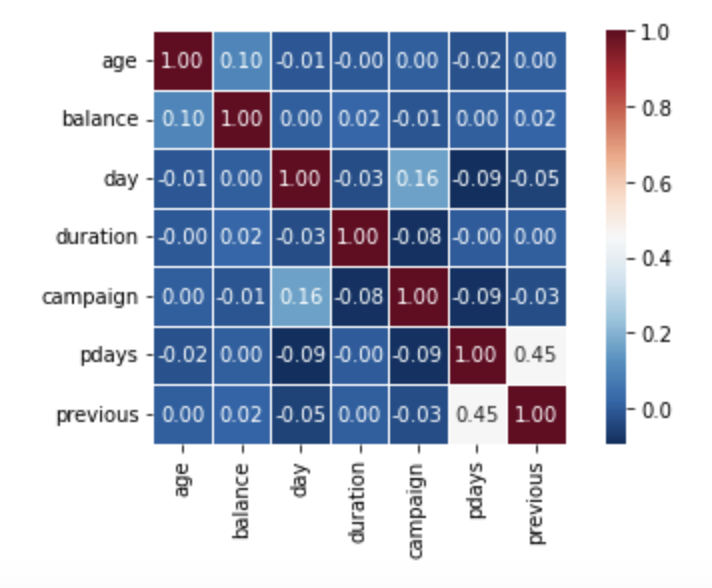 1.0
age 1.00 0.10 -0.01 -0.00 0.00 -0.02 0.00
0.8
balance 0.10 1.00 0.00 0.02 -0.01 0.00 0.02
day -0.01 0.00 1.00 -0.03 0.16 -0.09 -0.05
0.6
duration -0.00 0.02 -0.03 1.00 -0.08 -0.00 0.00
0.4
campaign 0.00 -0.01 0.16 -0.08 1.00 -0.09 -0.03
0.2
pdays -0.02 0.00 -0.09 -0.00 -0.09 1.00 0.45
previous 0.00 0.02 -0.05 0.00 -0.03 0.45 1.00
0.0
age balance day duration campaign pdays previous